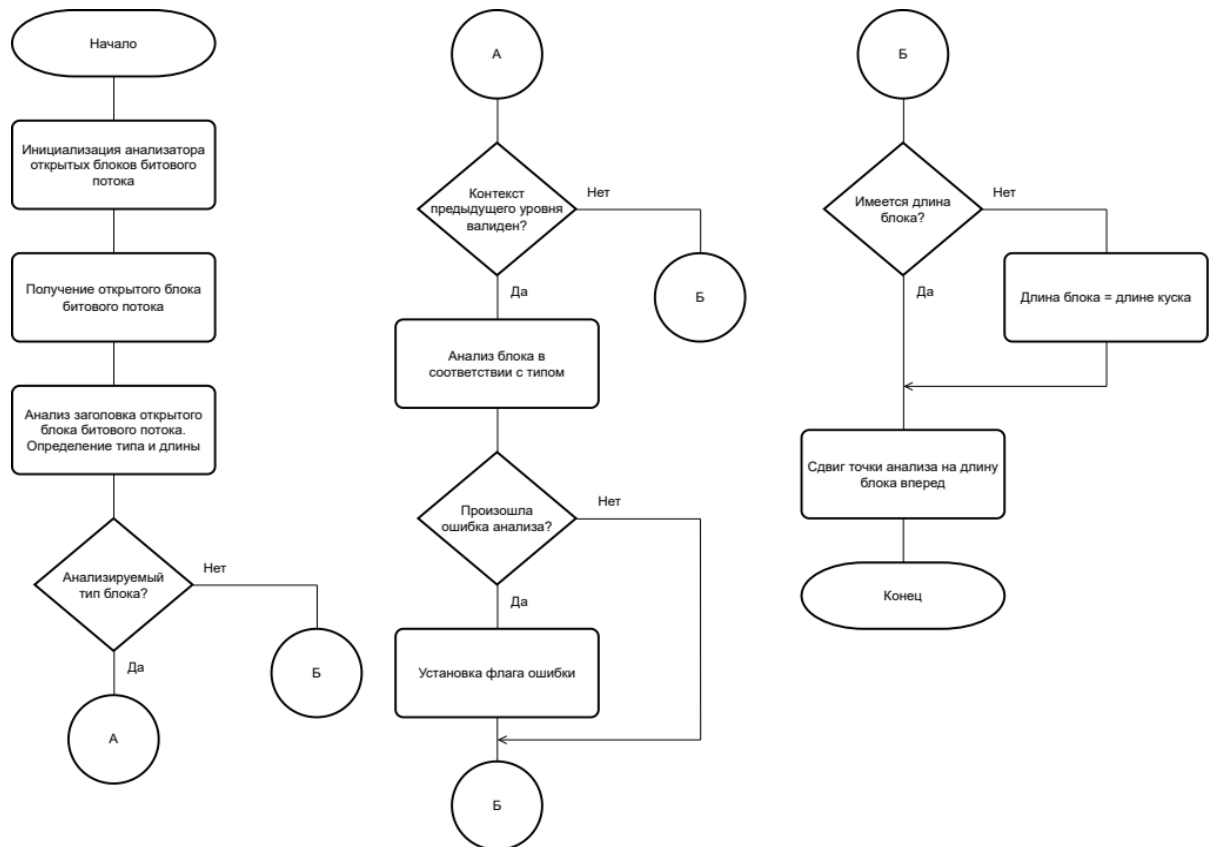 Начало
Инициализация анализатора
открытых блоков битового
потока
Получение открытого блока
битового потока
Анализ заголовка открытого
блока битового потока.
Определение типа и длины
Анализируемый
тип блока?
Нет
Да
Б
А
А
Контекст
предыдущего уровня
валиден?
Нет
Да
Б
Анализ блока в
соответствии с типом
Произошла
ошибка анализа?
Нет
Да
Установка флага ошибки
Б
Б
Имеется длина
блока?
Нет
Да
Длина блока = длине куска
Сдвиг точки анализа на длину
блока вперед
Конец